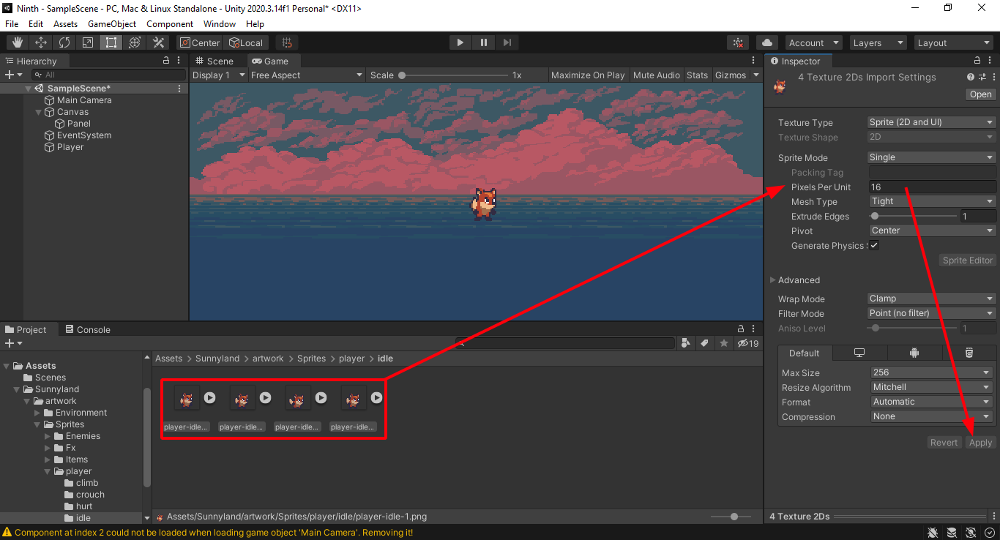 Ninth - SampleScene - PC, Mac & Linux Standalone - Unity 2020.3.14f1 Personal* <DX11>
File Edit Assets GameObject Component Window Help
Center Local Account Layers Layout
Hierarchy
All
SampleScene*
Main Camera
Canvas
Panel
EventSystem
Player
Scene Game
Display 1 Free Aspect Scale 1x Maximize On Play Mute Audio Stats Gizmos
Inspector
4 Texture 2Ds Import Settings
Open
Texture Type Sprite (2D and UI)
Texture Shape 2D
Sprite Mode Single
Packing Tag
Pixels Per Unit 16
Mesh Type Tight
Extrude Edges 1
Pivot Center
Generate Physics S
Sprite Editor
Advanced
Wrap Mode Clamp
Filter Mode Point (no filter)
Aniso Level 1
Default
Max Size 256
Resize Algorithm Mitchell
Format Automatic
Compression None
Revert Apply
4 Texture 2Ds
Project Console
19
Assets
Scenes
Sunnyland
artwork
Environment
Sprites
Enemies
Fx
Items
player
climb
crouch
hurt
idle
Assets > Sunnyland > artwork > Sprites > player > idle
player-idle... player-idle... player-idle... player-idle...
Assets/Sunnyland/artwork/Sprites/player/idle/player-idle-1.png
Component at index 2 could not be loaded when loading game object 'Main Camera'. Removing it!